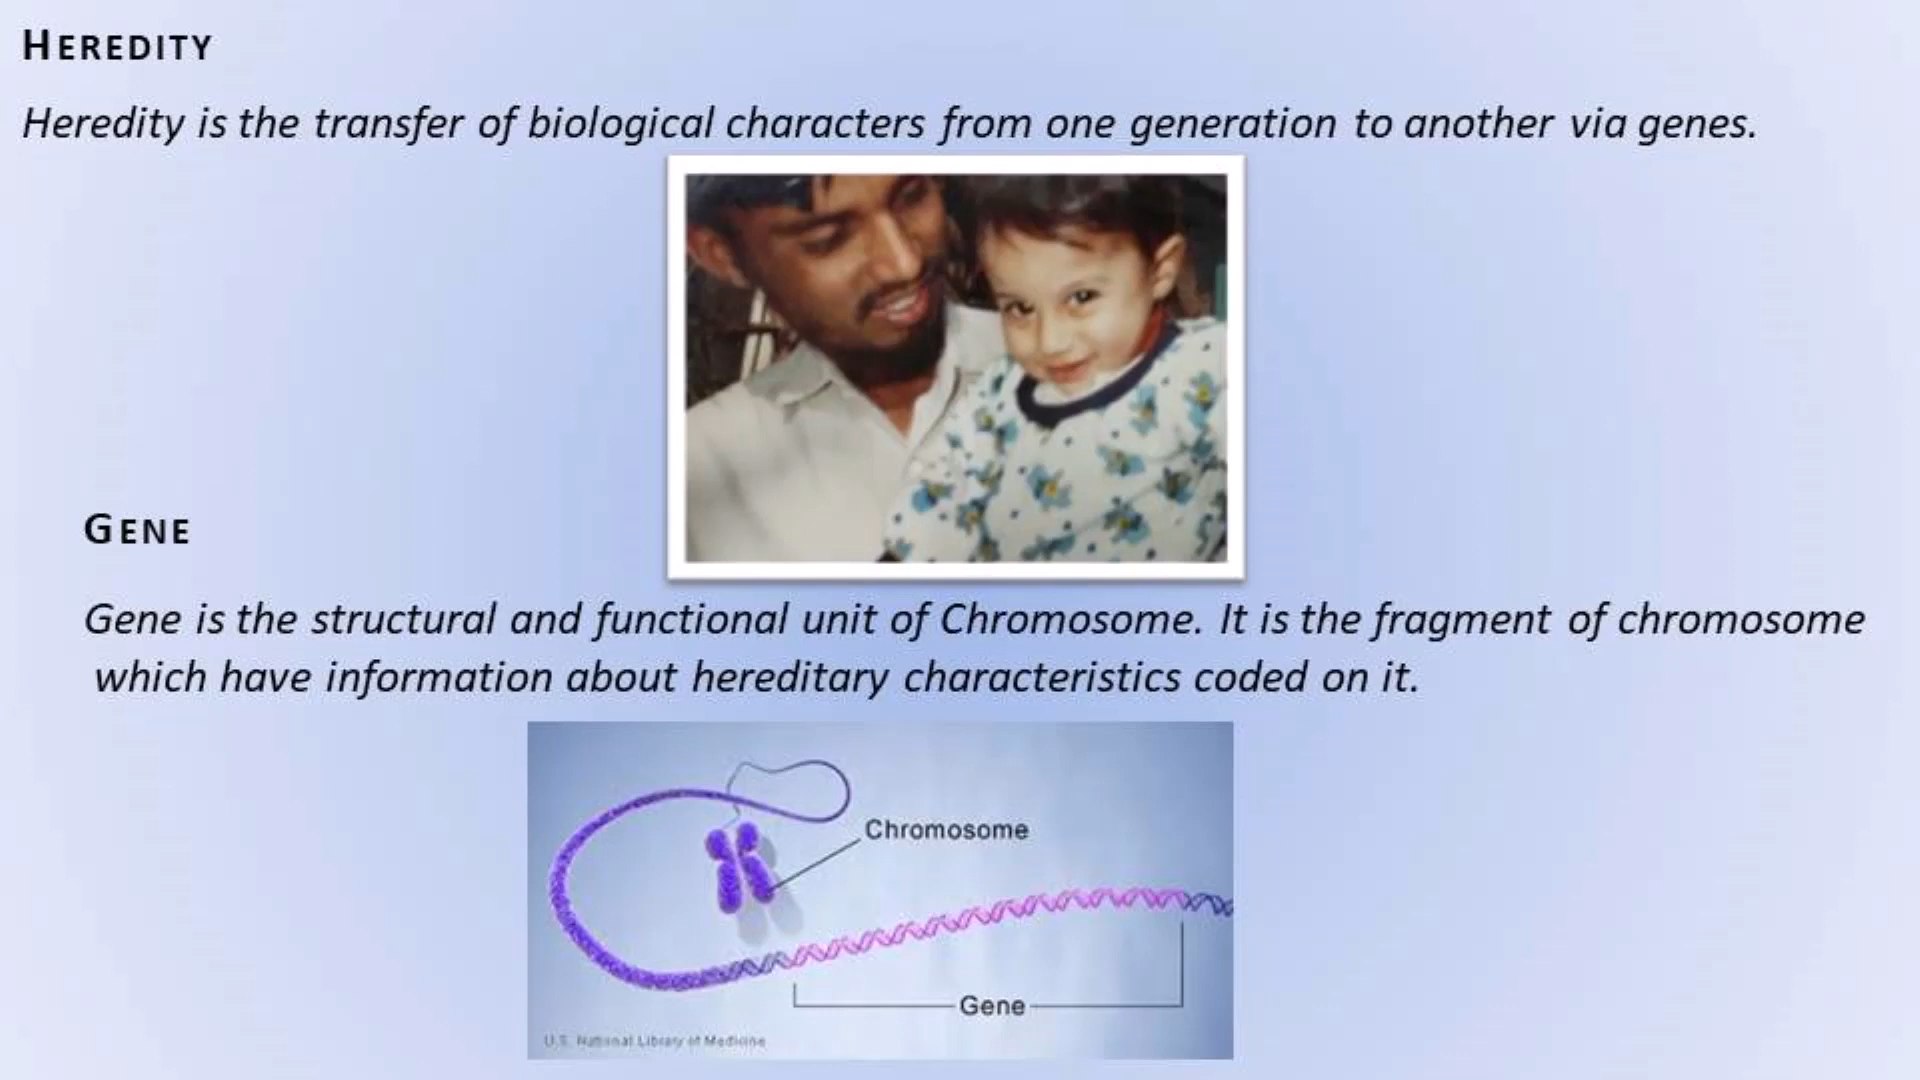 HEREDITY
Heredity is the transfer of biological characters from one generation to another via genes.
GENE
Gene is the structural and functional unit of Chromosome. It is the fragment of chromosome
which have information about hereditary characteristics coded on it.
Chromosome
Gene
U.S. National Library of Medicine